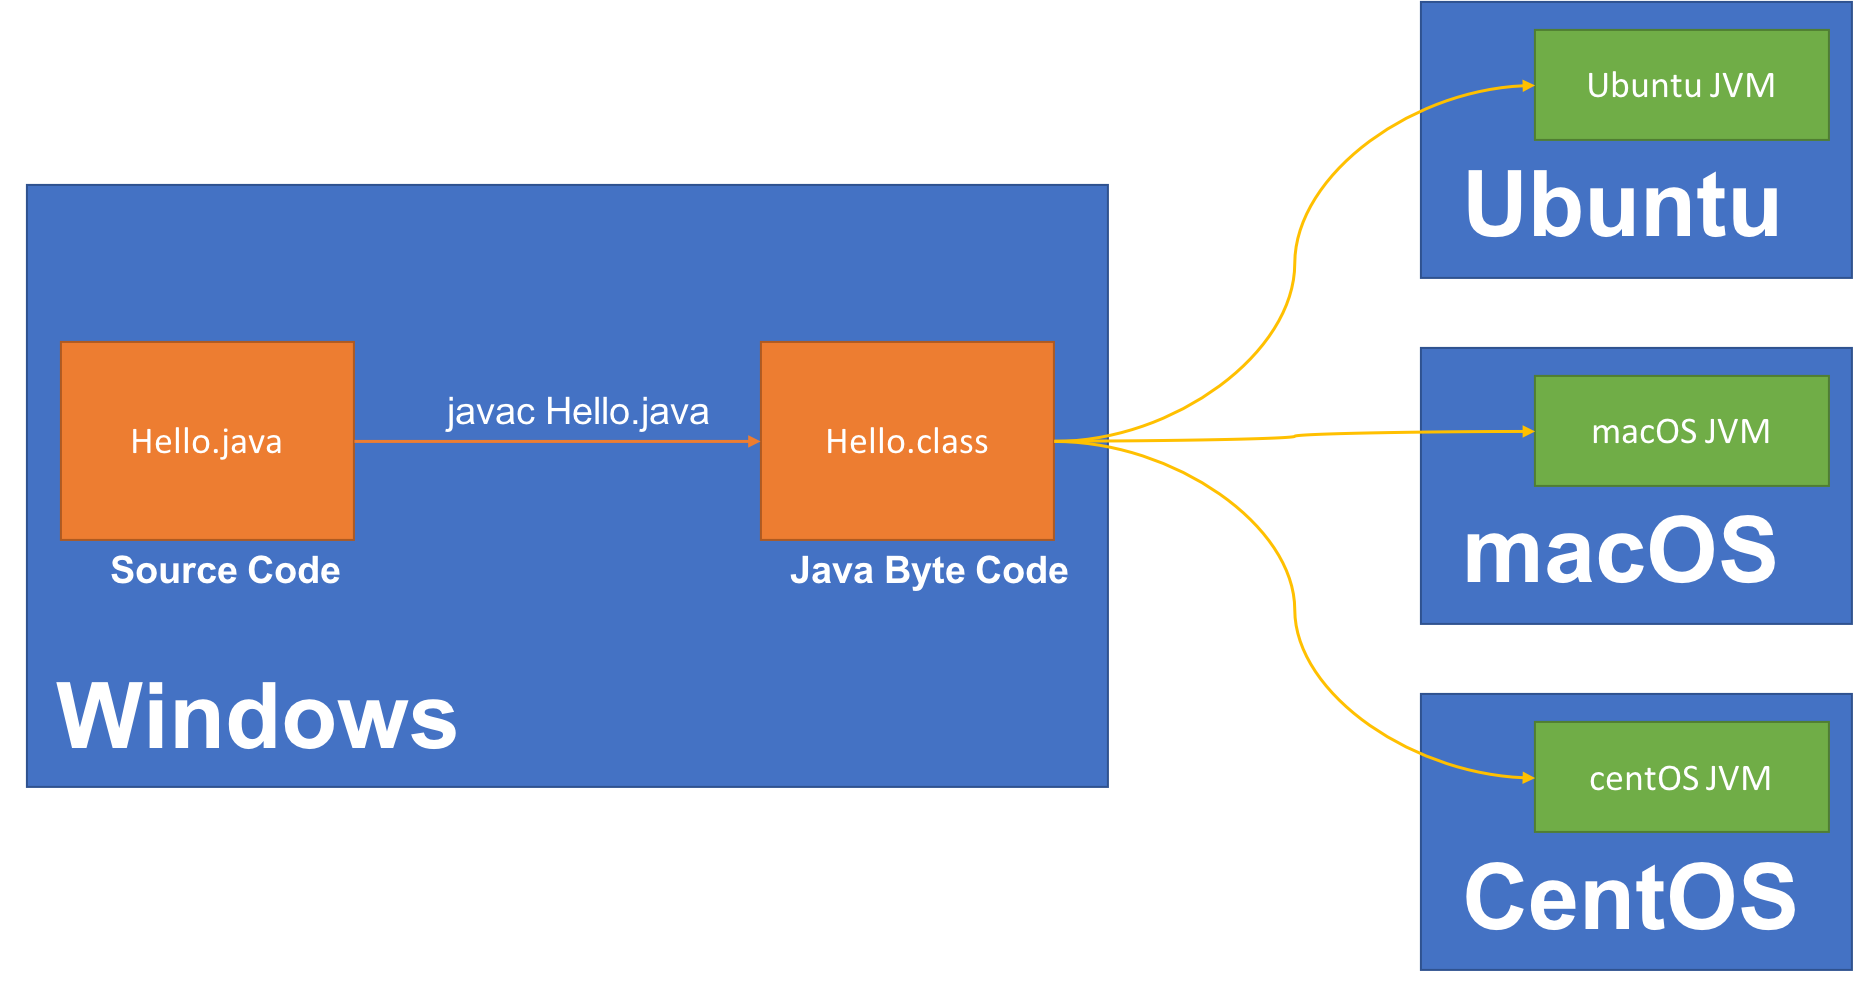 Hello.java
Source Code
javac Hello.java
Hello.class
Java Byte Code
Windows
Ubuntu JVM
Ubuntu
macOS JVM
macOS
centOS JVM
CentOS